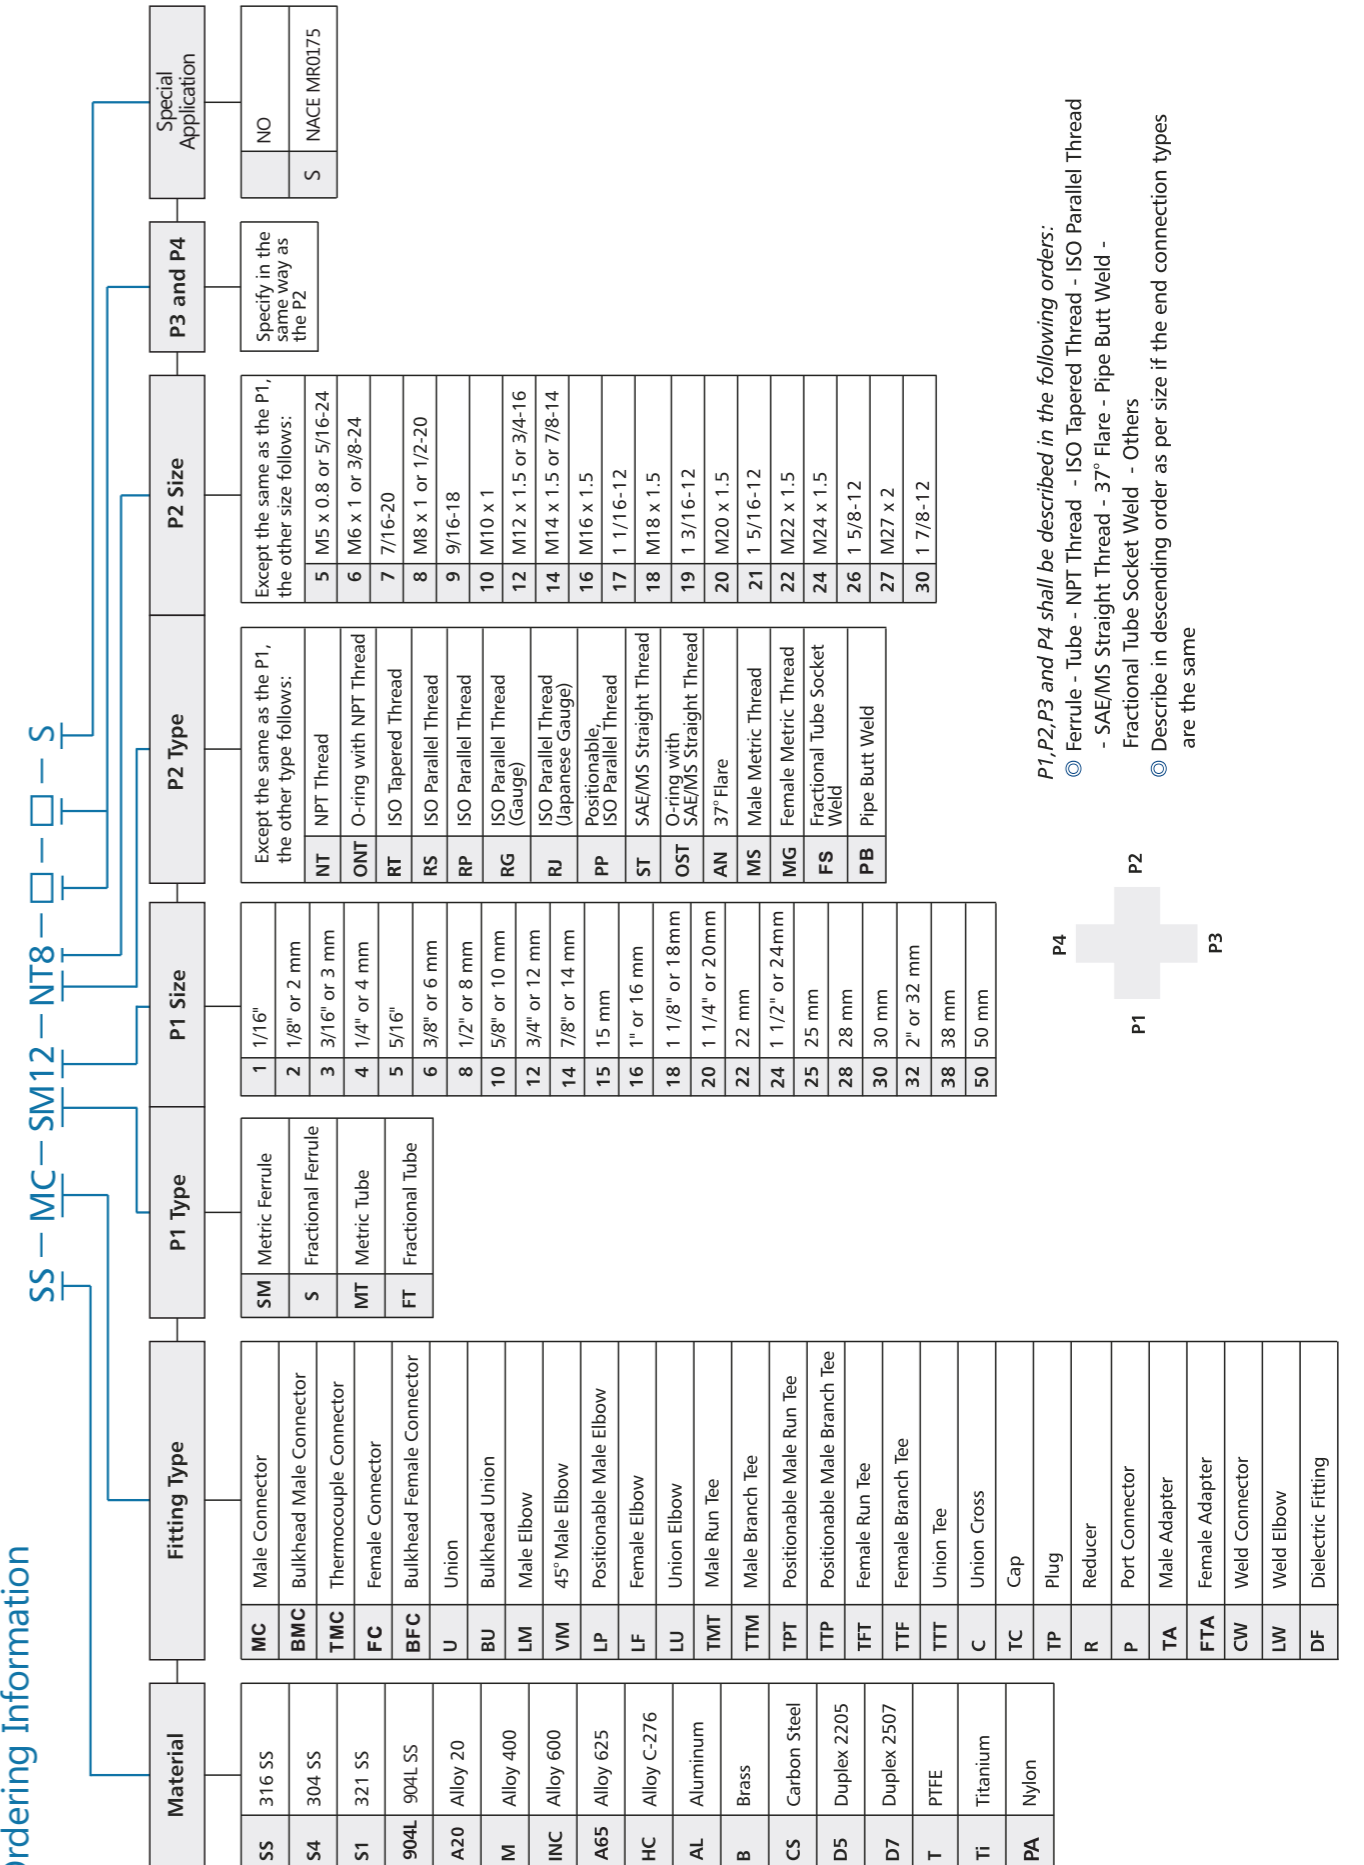 Ordering Information
SS – MC – SM12 – NT8 – □ – □ – S
Material
SS 316 SS
S4 304 SS
S1 321 SS
904L 904L SS
A20 Alloy 20
M Alloy 400
INC Alloy 600
A65 Alloy 625
HC Alloy C-276
AL Aluminum
B Brass
CS Carbon Steel
D5 Duplex 2205
D7 Duplex 2507
T PTFE
Ti Titanium
PA Nylon
Fitting Type
MC Male Connector
BMC Bulkhead Male Connector
TMC Thermocouple Connector
FC Female Connector
BFC Bulkhead Female Connector
U Union
BU Bulkhead Union
LM Male Elbow
VM 45° Male Elbow
LP Positionable Male Elbow
LF Female Elbow
LU Union Elbow
TMT Male Run Tee
TTM Male Branch Tee
TPT Positionable Male Run Tee
TTP Positionable Male Branch Tee
TFT Female Run Tee
TTF Female Branch Tee
TTT Union Tee
C Union Cross
TC Cap
TP Plug
R Reducer
P Port Connector
TA Male Adapter
FTA Female Adapter
CW Weld Connector
LW Weld Elbow
DF Dielectric Fitting
P1 Type
SM Metric Ferrule
S Fractional Ferrule
MT Metric Tube
FT Fractional Tube
P1 Size
1 1/16"
2 1/8" or 2 mm
3 3/16" or 3 mm
4 1/4" or 4 mm
5 5/16"
6 3/8" or 6 mm
8 1/2" or 8 mm
10 5/8" or 10 mm
12 3/4" or 12 mm
14 7/8" or 14 mm
15 15 mm
16 1" or 16 mm
18 1 1/8" or 18mm
20 1 1/4" or 20mm
22 22 mm
24 1 1/2" or 24mm
25 25 mm
28 28 mm
30 30 mm
32 2" or 32 mm
38 38 mm
50 50 mm
P2 Type
Except the same as the P1,
the other type follows:
NT NPT Thread
ONT O-ring with NPT Thread
RT ISO Tapered Thread
RS ISO Parallel Thread
RP ISO Parallel Thread
RG ISO Parallel Thread
(Gauge)
RJ ISO Parallel Thread
(Japanese Gauge)
PP Positionable,
ISO Parallel Thread
ST SAE/MS Straight Thread
OST O-ring with
SAE/MS Straight Thread
AN 37° Flare
MS Male Metric Thread
MG Female Metric Thread
FS Fractional Tube Socket
Weld
PB Pipe Butt Weld
P2 Size
Except the same as the P1,
the other size follows:
5 M5 x 0.8 or 5/16-24
6 M6 x 1 or 3/8-24
7 7/16-20
8 M8 x 1 or 1/2-20
9 9/16-18
10 M10 x 1
12 M12 x 1.5 or 3/4-16
14 M14 x 1.5 or 7/8-14
16 M16 x 1.5
17 1 1/16-12
18 M18 x 1.5
19 1 3/16-12
20 M20 x 1.5
21 1 5/16-12
22 M22 x 1.5
24 M24 x 1.5
26 1 5/8-12
27 M27 x 2
30 1 7/8-12
P3 and P4
Specify in the
same way as
the P2
Special
Application
NO
S NACE MR0175
P4
P1
P2
P3
P1,P2,P3 and P4 shall be described in the following orders:
◎ Ferrule - Tube - NPT Thread - ISO Tapered Thread - ISO Parallel Thread
- SAE/MS Straight Thread - 37° Flare - Pipe Butt Weld -
Fractional Tube Socket Weld - Others
◎ Describe in descending order as per size if the end connection types
are the same